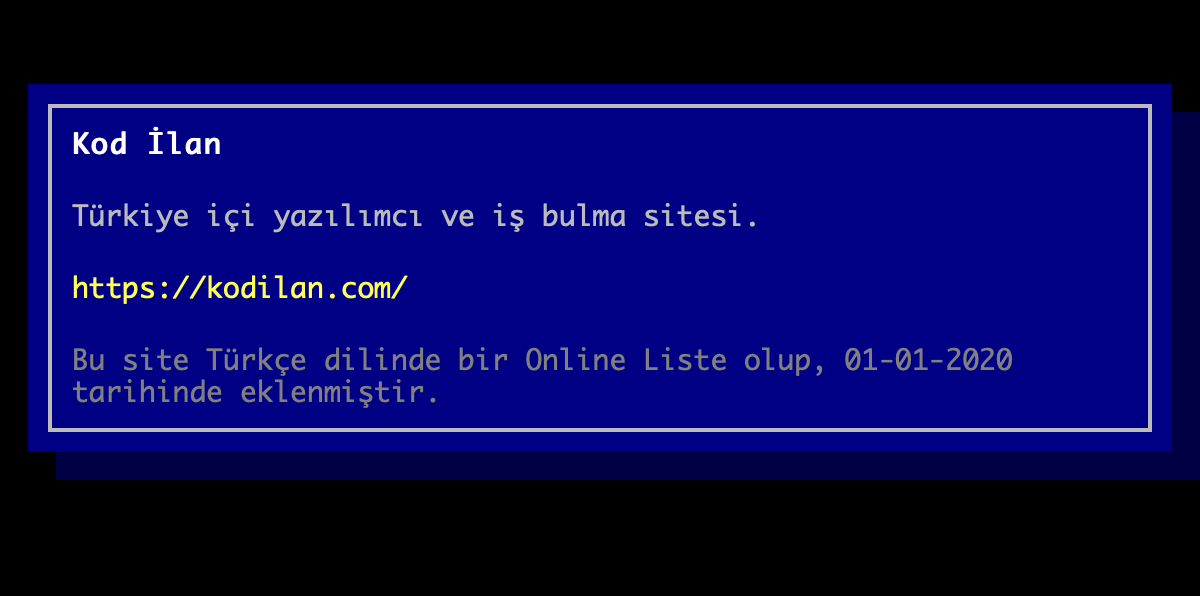 Kod İlan
Türkiye içi yazılımcı ve iş bulma sitesi.
https://kodilan.com/
Bu site Türkçe dilinde bir Online Liste olup, 01-01-2020
tarihinde eklenmiştir.